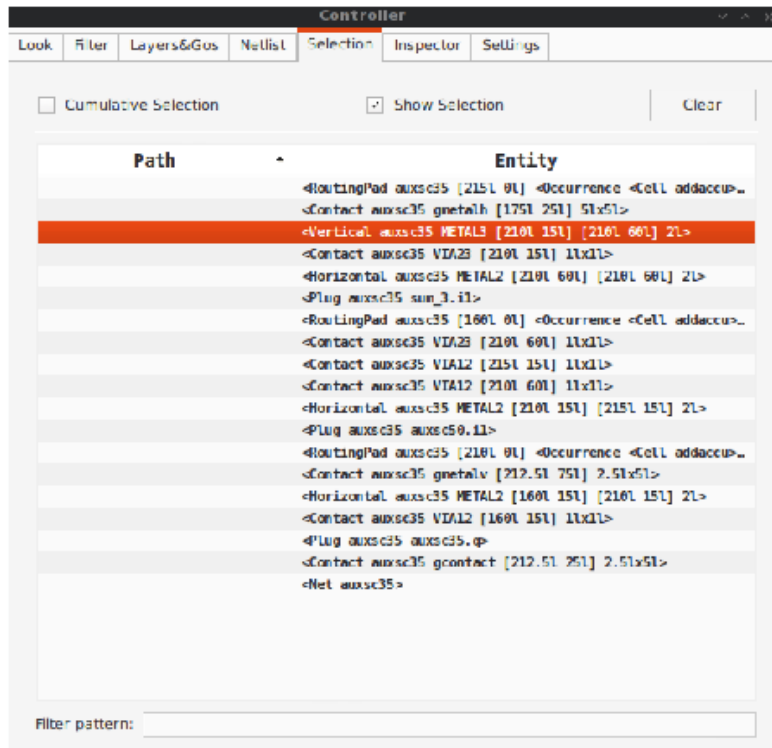 Controller
Look Filter Layers&Gos Netlist Selection Inspector Settings
Cumulative Selection Show Selection Clear
Path Entity
<RoutingPad auxsc35 [215l 0l] <Occurrence <Cell addaccu>…
<Contact auxsc35 gmetalh [175l 25l] 5lx5l>
<Vertical auxsc35 METAL3 [210l 15l] [210l 60l] 2l>
<Contact auxsc35 VIA23 [210l 15l] 1lx1l>
<Horizontal auxsc35 METAL2 [210l 60l] [210l 60l] 2l>
<Plug auxsc35 sum_3.i1>
<RoutingPad auxsc35 [160l 0l] <Occurrence <Cell addaccu>…
<Contact auxsc35 VIA23 [210l 60l] 1lx1l>
<Contact auxsc35 VIA12 [215l 15l] 1lx1l>
<Contact auxsc35 VIA12 [210l 60l] 1lx1l>
<Horizontal auxsc35 METAL2 [210l 15l] [215l 15l] 2l>
<Plug auxsc35 auxsc50.i1>
<RoutingPad auxsc35 [210l 0l] <Occurrence <Cell addaccu>…
<Contact auxsc35 gmetalv [212.5l 75l] 2.5lx5l>
<Horizontal auxsc35 METAL2 [160l 15l] [210l 15l] 2l>
<Contact auxsc35 VIA12 [160l 15l] 1lx1l>
<Plug auxsc35 auxsc35.q>
<Contact auxsc35 gcontact [212.5l 25l] 2.5lx5l>
<Net auxsc35>
Filter pattern: